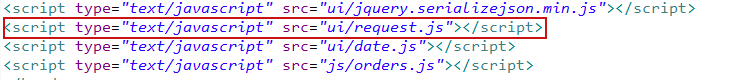 <script type="text/javascript" src="ui/jquery.serializejson.min.js"></script>
<script type="text/javascript" src="ui/request.js"></script>
<script type="text/javascript" src="ui/date.js"></script>
<script type="text/javascript" src="js/orders.js"></script>